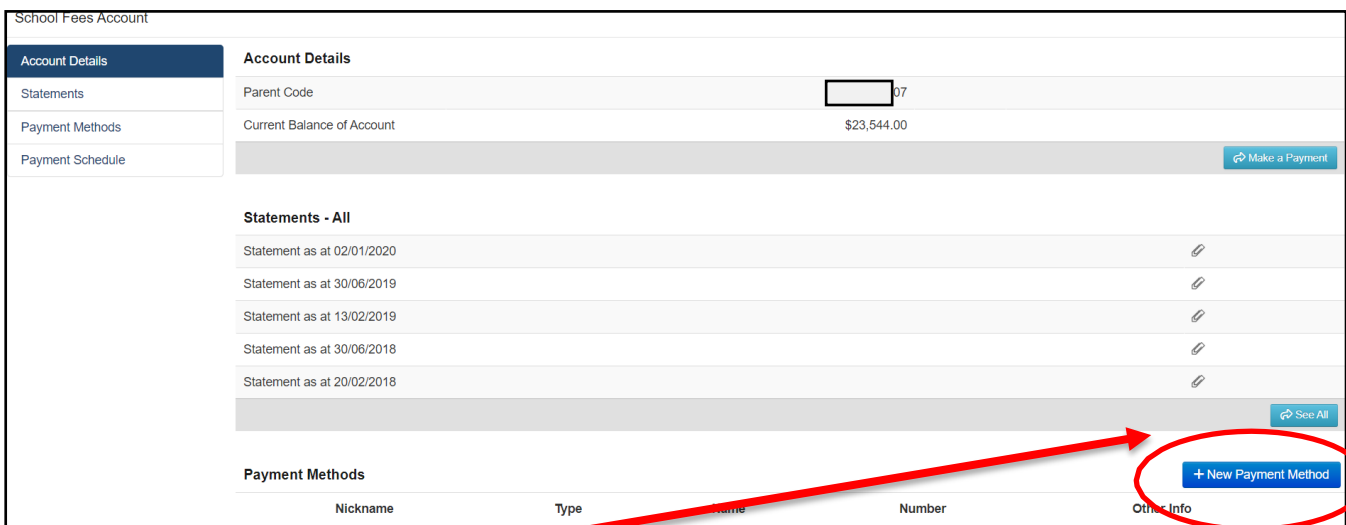 School Fees Account
Account Details
Statements
Payment Methods
Payment Schedule
Account Details
Parent Code 07
Current Balance of Account $23,544.00
Make a Payment
Statements - All
Statement as at 02/01/2020
Statement as at 30/06/2019
Statement as at 13/02/2019
Statement as at 30/06/2018
Statement as at 20/02/2018
See All
Payment Methods + New Payment Method
Nickname Type Name Number Other Info